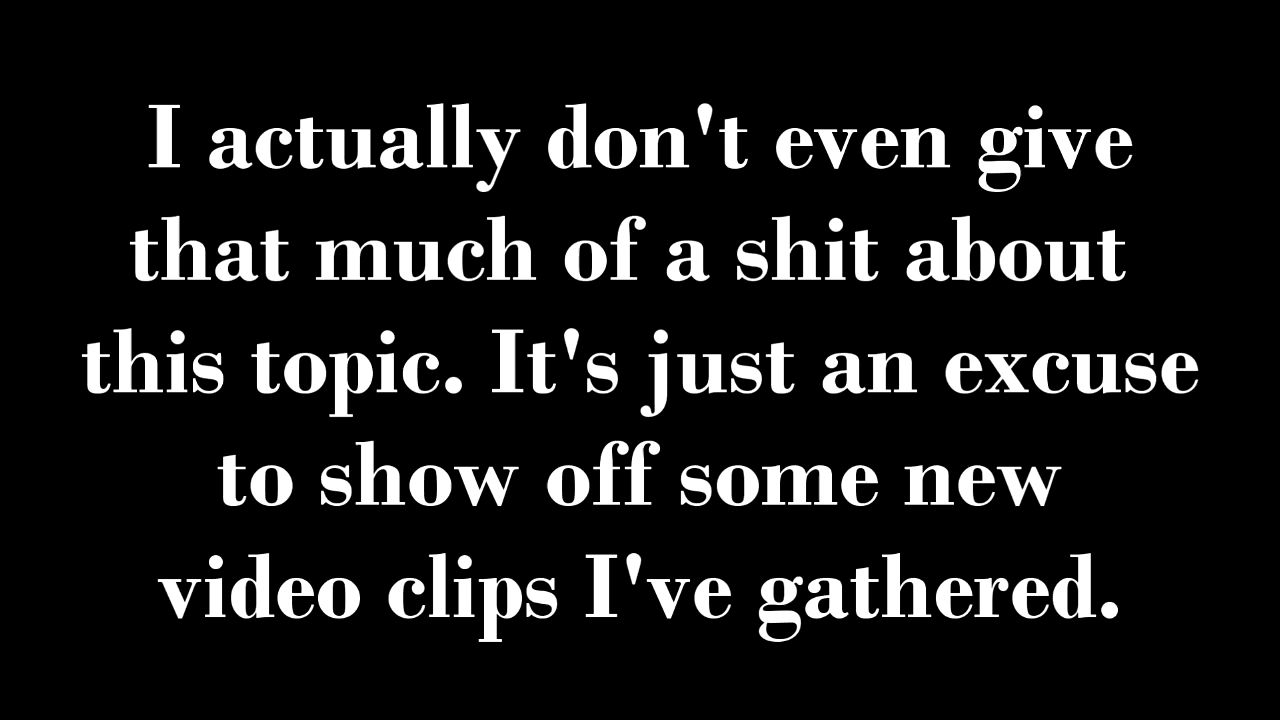 I actually don't even give
that much of a shit about
this topic. It's just an excuse
to show off some new
video clips I've gathered.